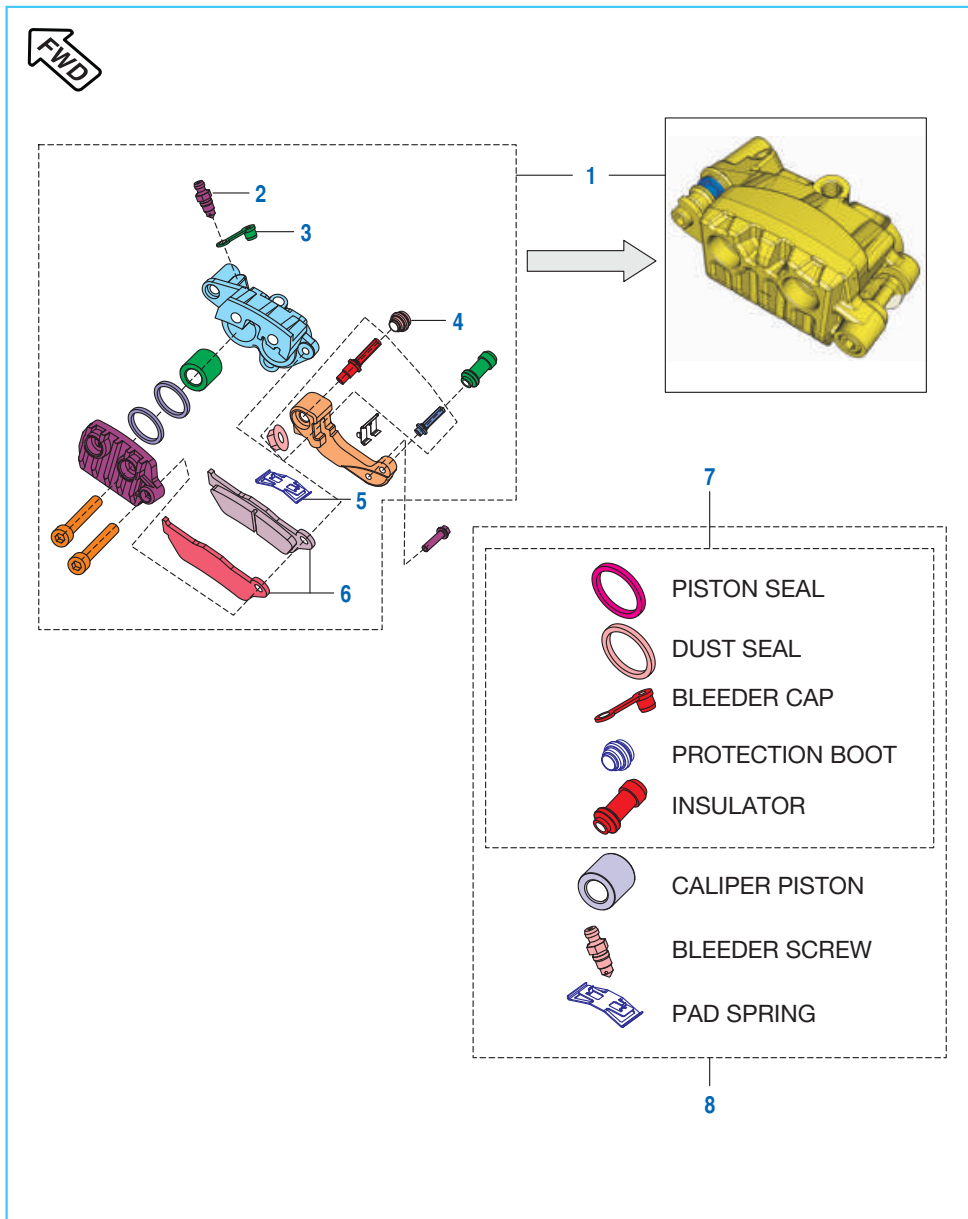 FWD
1
2
3
4
5
6
7
PISTON SEAL
DUST SEAL
BLEEDER CAP
PROTECTION BOOT
INSULATOR
CALIPER PISTON
BLEEDER SCREW
PAD SPRING
8